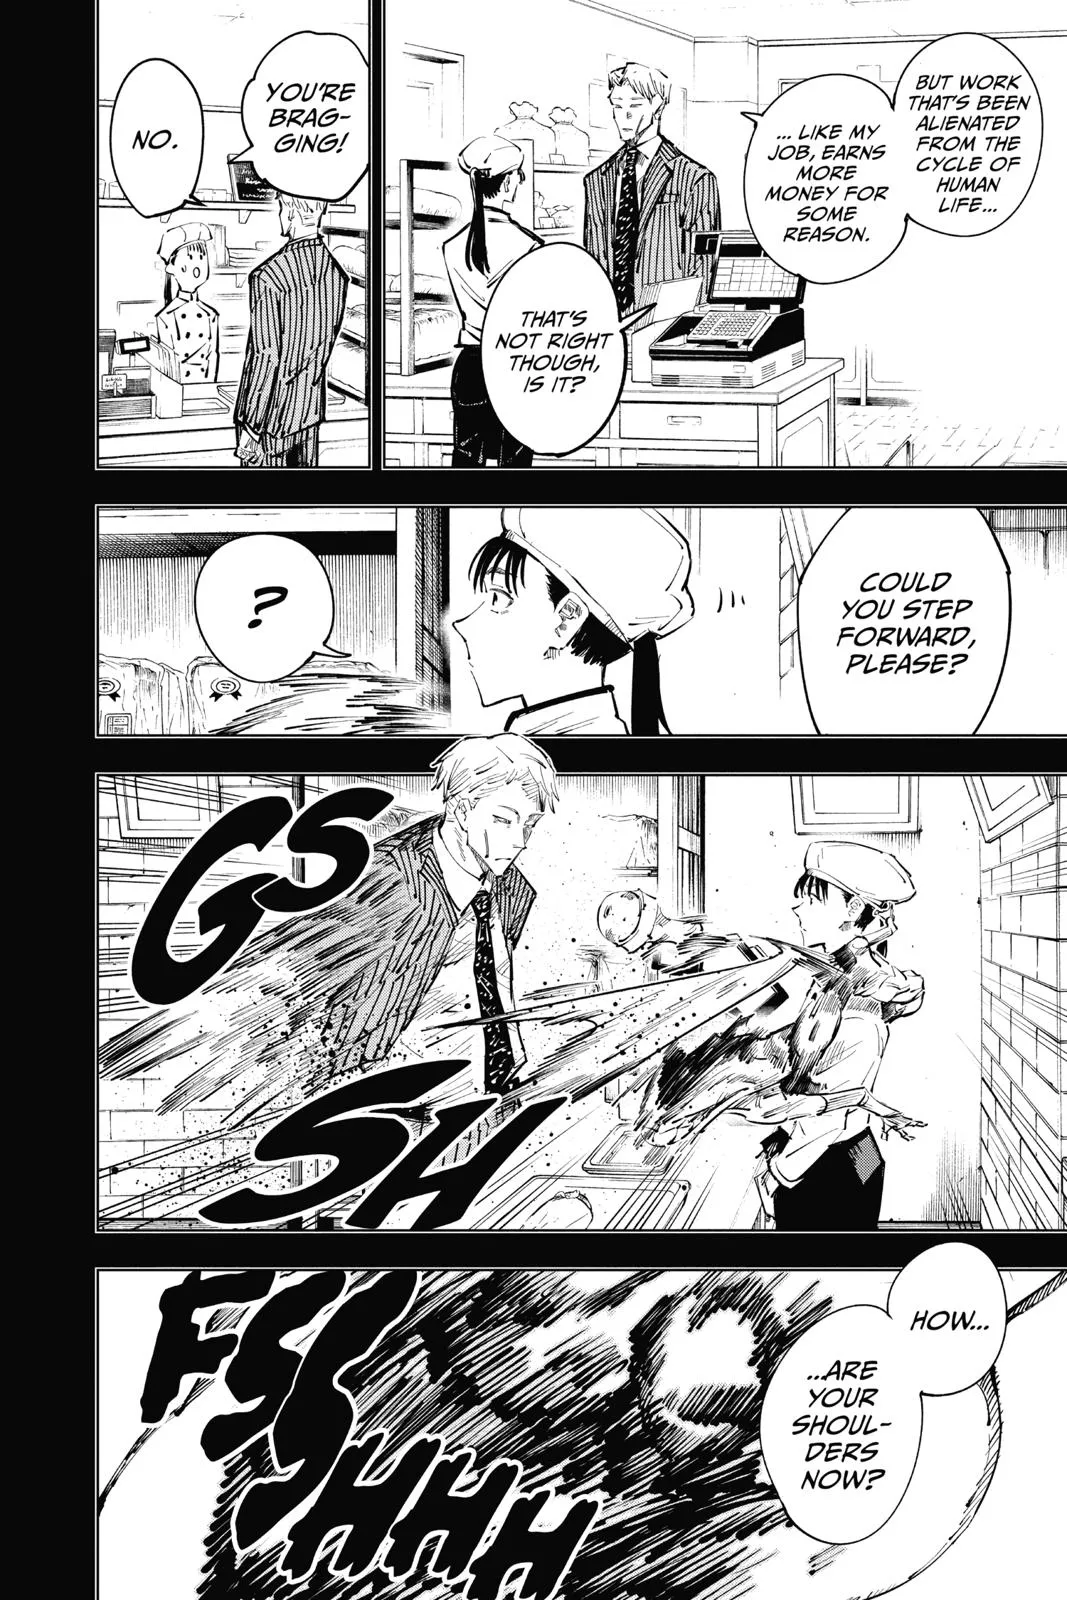 BUT WORK
THAT'S BEEN
ALIENATED
FROM THE
CYCLE OF
HUMAN
LIFE...
... LIKE MY
JOB, EARNS
MORE
MONEY FOR
SOME
REASON.
THAT'S
NOT RIGHT
THOUGH,
IS IT?
YOU'RE
BRAG-
GING!
NO.
COULD
YOU STEP
FORWARD,
PLEASE?
?
GS
SH
HOW...
...ARE
YOUR
SHOUL-
DERS
NOW?
FSS
HHHH